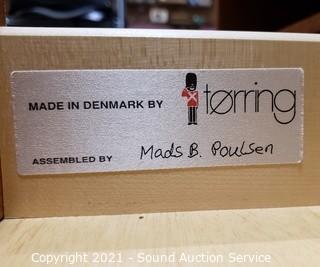 MADE IN DENMARK BY tørring
ASSEMBLED BY Mads B. Poulsen
Copyright 2021 - Sound Auction Service